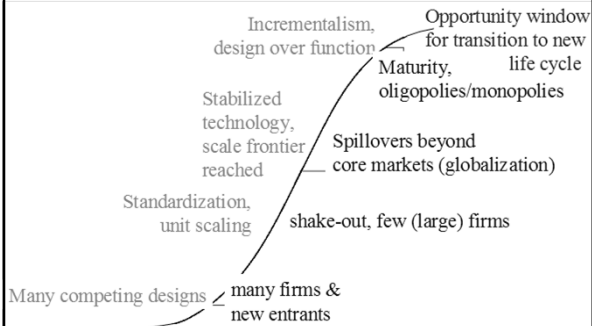 Incrementalism,
design over function
Opportunity window
for transition to new
life cycle
Maturity,
oligopolies/monopolies
Stabilized
technology,
scale frontier
reached
Spillovers beyond
core markets (globalization)
Standardization,
unit scaling
shake-out, few (large) firms
Many competing designs
many firms &
new entrants